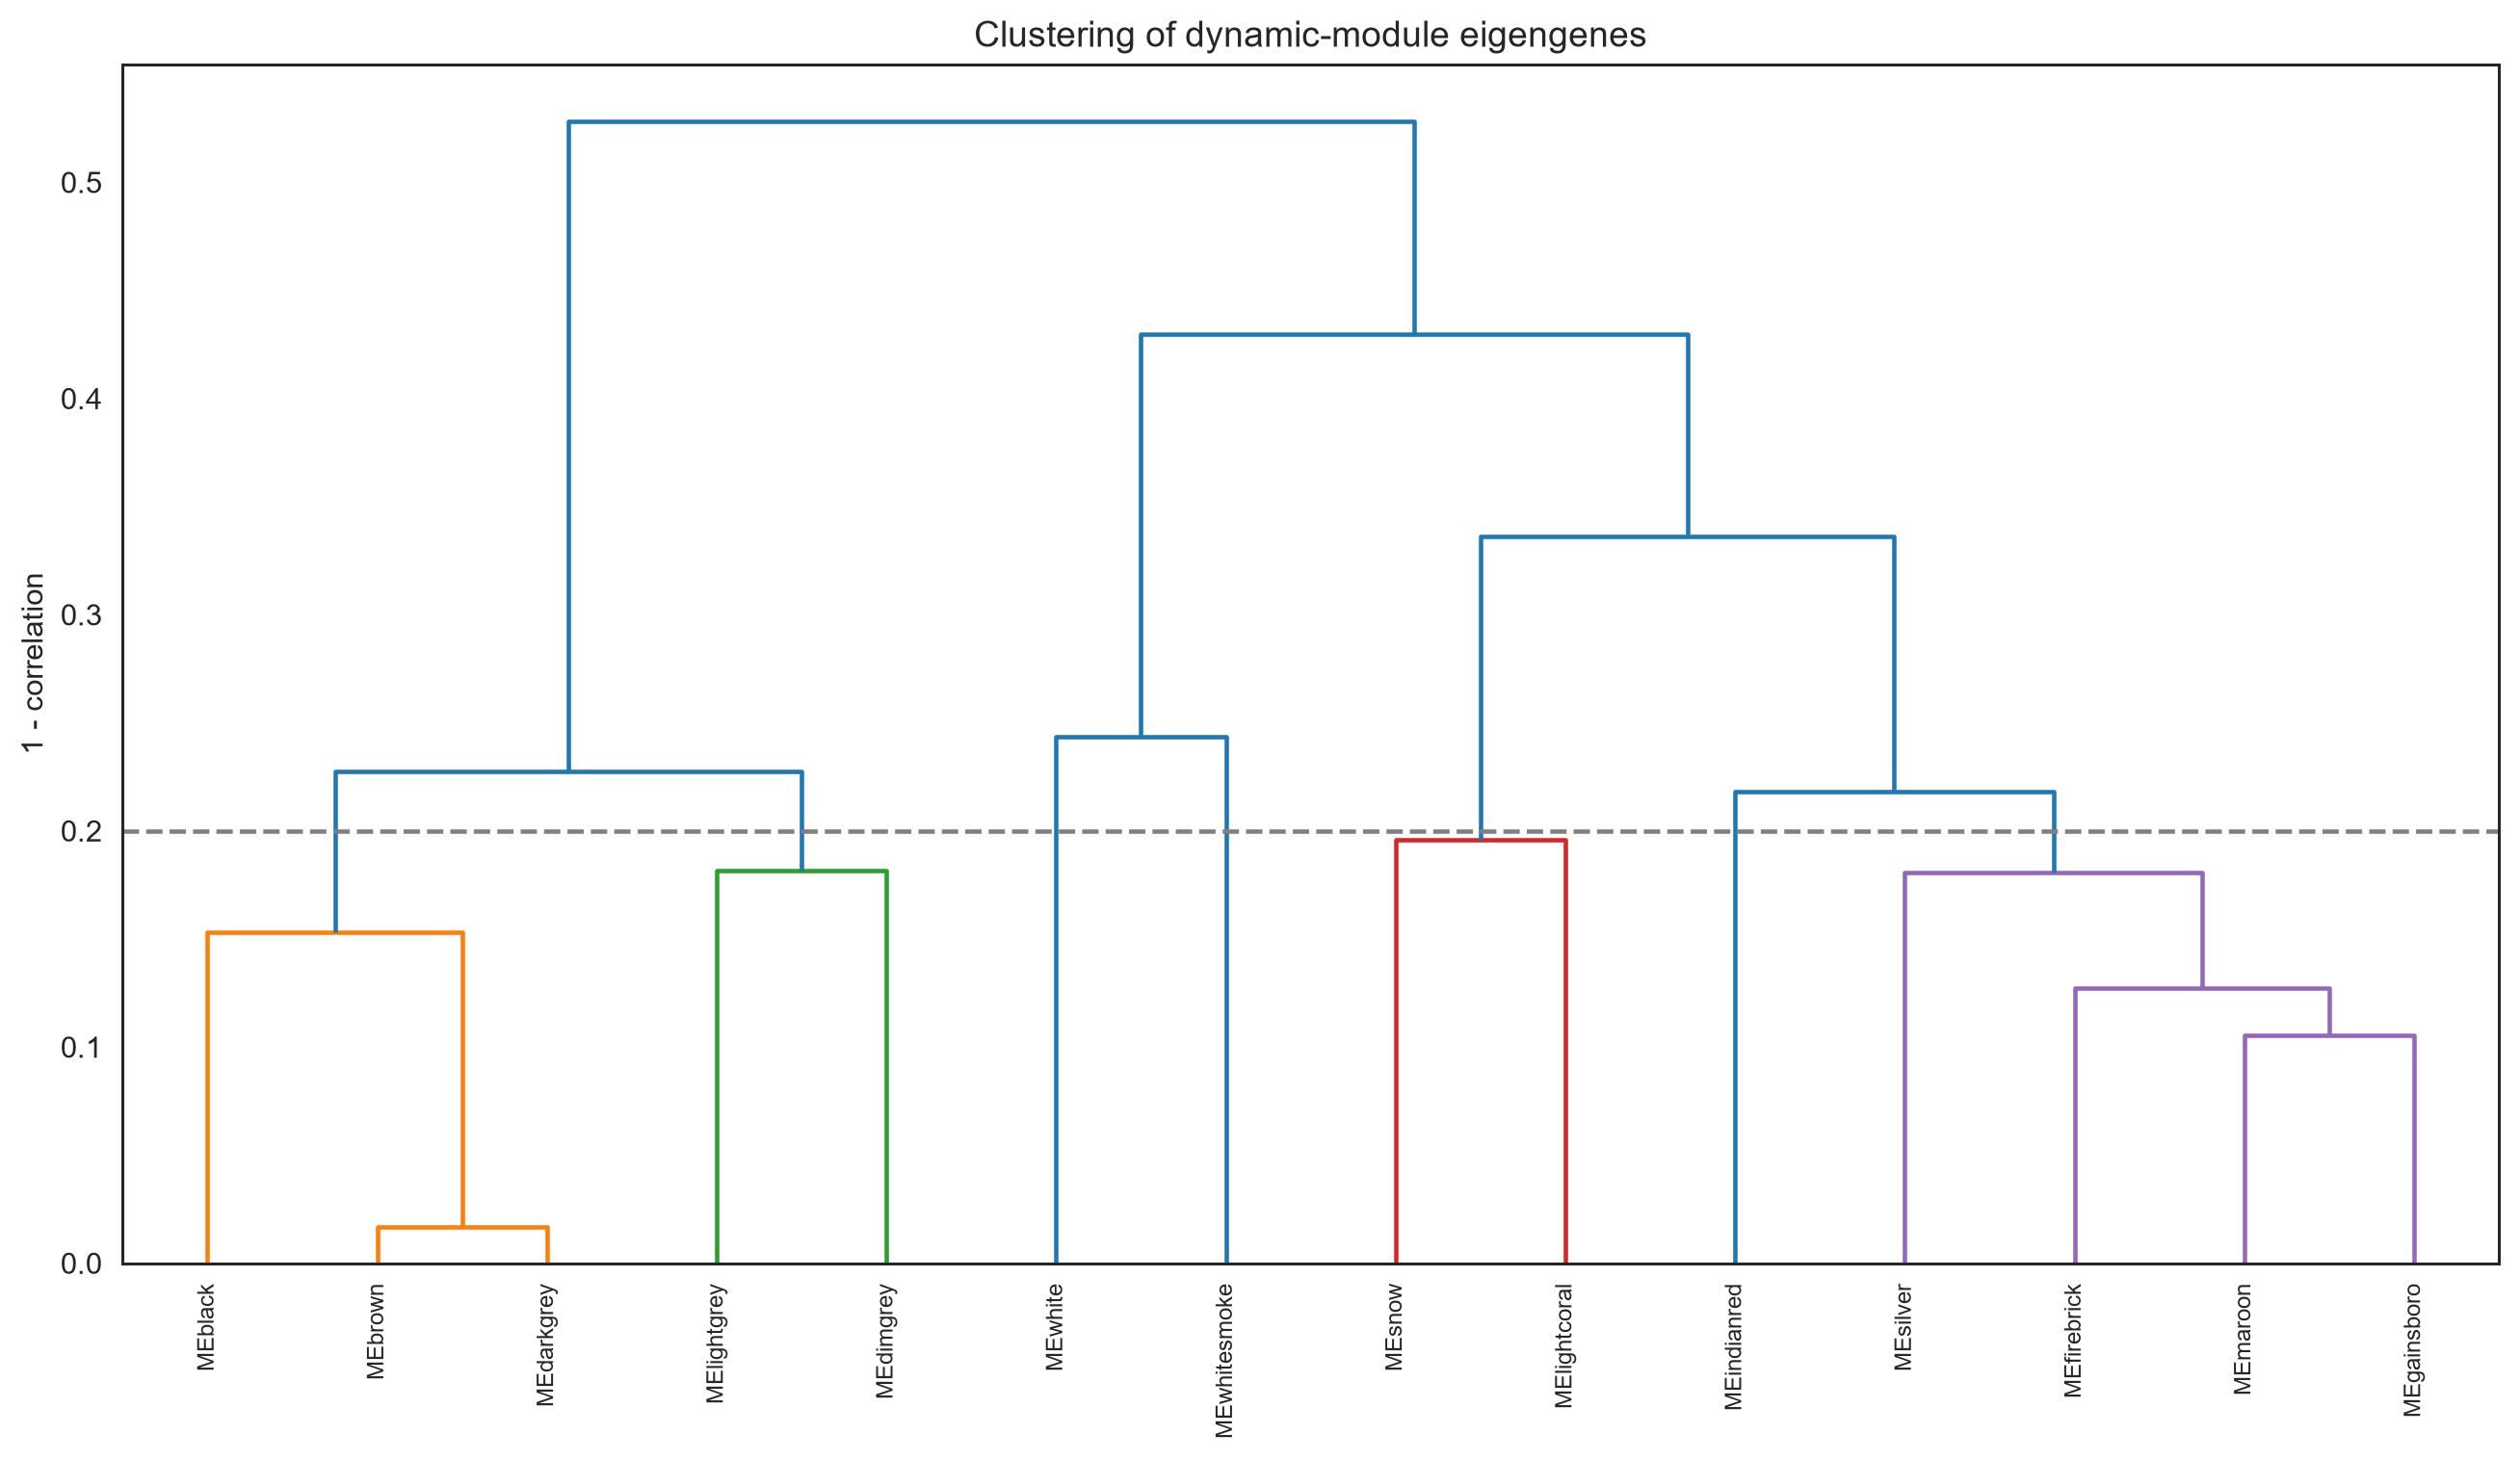 Clustering of dynamic-module eigengenes
1 - correlation
0.5
0.4
0.3
0.2
0.1
0.0
MEblack
MEbrown
MEdarkgrey
MElightgrey
MEdimgrey
MEwhite
MEwhitesmoke
MEsnow
MElightcoral
MEindianred
MEsilver
MEfirebrick
MEmaroon
MEgainsboro